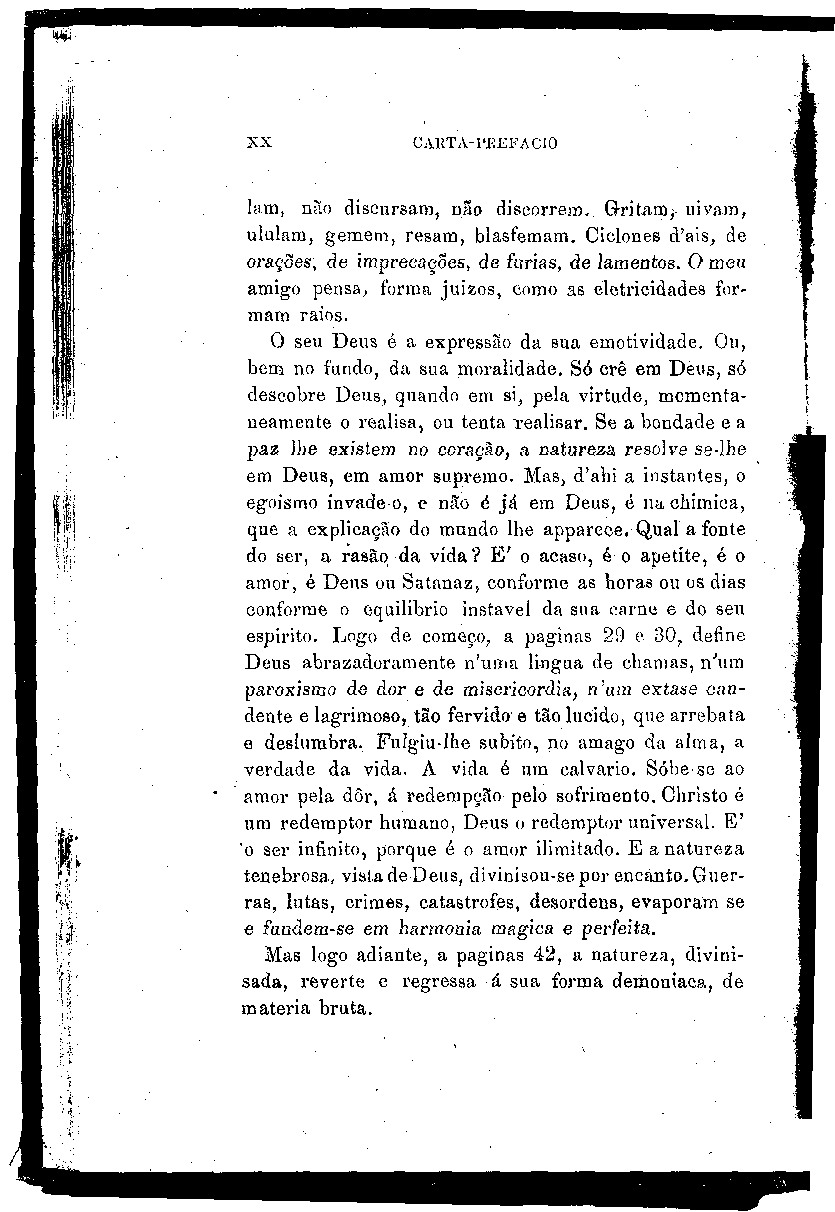 XX CARTA-PREFACIO
lam, não discursam, não discorrem. Gritam, uivam,
ululam, gemem, resam, blasfemam. Ciclones d'ais, de
orações, de imprecações, de furias, de lamentos. O meu
amigo pensa, forma juizos, como as eletricidades for-
mam raios.
O seu Deus é a expressão da sua emotividade. Ou,
bem no fundo, da sua moralidade. Só crê em Deus, só
descobre Deus, quando em si, pela virtude, momenta-
neamente o realisa, ou tenta realisar. Se a bondade e a
paz lhe existem no coração, a natureza resolve se-lhe
em Deus, em amor supremo. Mas, d'ahi a instantes, o
egoismo invade-o, e não é já em Deus, é na chimica,
que a explicação do mundo lhe apparece. Qual a fonte
do ser, a rasão da vida? E' o acaso, é o apetite, é o
amor, é Deus ou Satanaz, conforme as horas ou os dias
conforme o equilibrio instavel da sua carne e do seu
espirito. Logo de começo, a paginas 29 e 30, define
Deus abrazadoramente n'uma lingua de chamas, n'um
paroxismo de dor e de misericordia, n'um extase can-
dente e lagrimoso, tão fervido e tão lucido, que arrebata
e deslumbra. Fulgiu-lhe subito, no amago da alma, a
verdade da vida. A vida é um calvario. Sóbe-se ao
amor pela dôr, á redempção pelo sofrimento. Christo é
um redemptor humano, Deus o redemptor universal. E'
o ser infinito, porque é o amor ilimitado. E a natureza
tenebrosa, vista de Deus, divinisou-se por encanto. Guer-
ras, lutas, crimes, catastrofes, desordens, evaporam se
e fundem-se em harmonia magica e perfeita.
Mas logo adiante, a paginas 42, a natureza, divini-
sada, reverte e regressa á sua forma demoniaca, de
materia bruta.